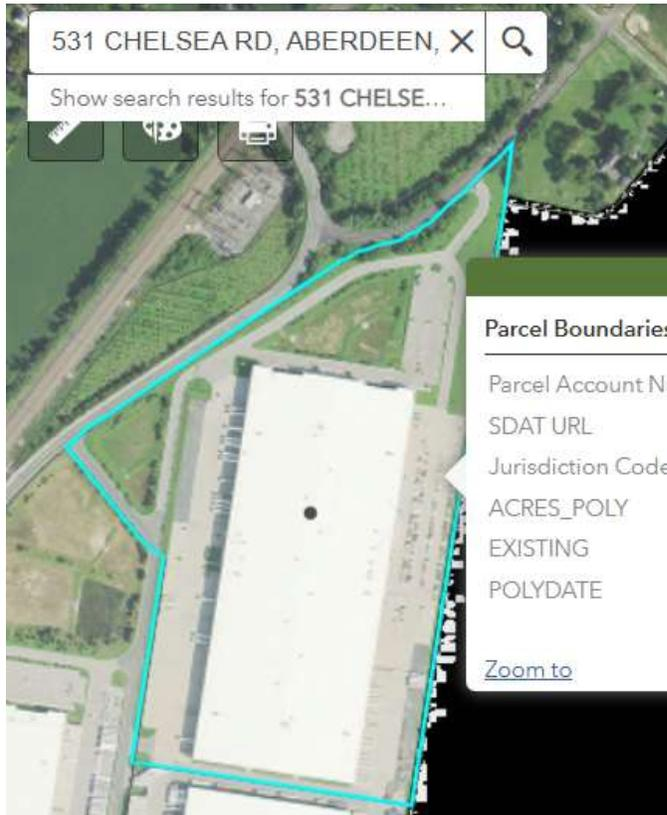 531 CHELSEA RD, ABERDEEN,
Show search results for 531 CHELSE...
Parcel Boundaries
Parcel Account N
SDAT URL
Jurisdiction Code
ACRES_POLY
EXISTING
POLYDATE
Zoom to